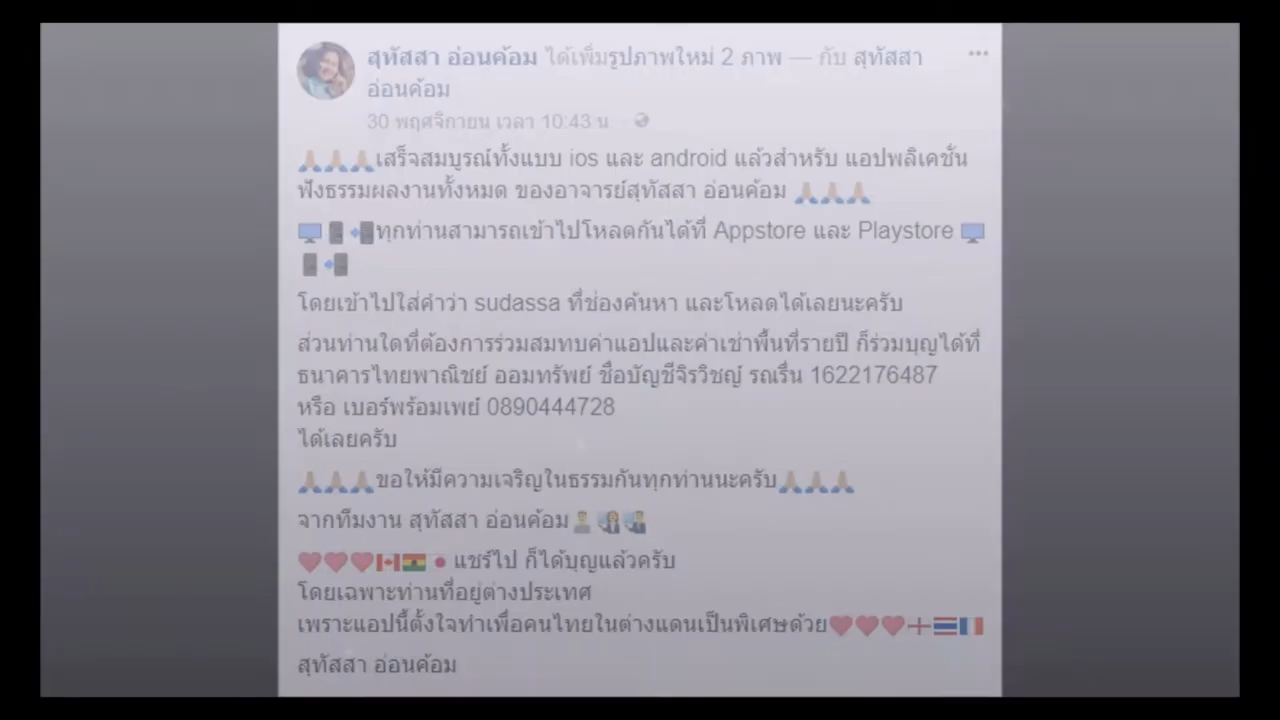 สุทัสสา อ่อนค้อม ได้เพิ่มรูปภาพใหม่ 2 ภาพ — กับ สุทัสสา
อ่อนค้อม
30 พฤศจิกายน เวลา 10:43 น.
🙏🙏🙏เสร็จสมบูรณ์ทั้งแบบ ios และ android แล้วสำหรับ แอปพลิเคชั่น
ฟังธรรมผลงานทั้งหมด ของอาจารย์สุทัสสา อ่อนค้อม 🙏🙏🙏
🖥📱📲ทุกท่านสามารถเข้าไปโหลดกันได้ที่ Appstore และ Playstore 🖥
📱📲
โดยเข้าไปใส่คำว่า sudassa ที่ช่องค้นหา และโหลดได้เลยนะครับ
ส่วนท่านใดที่ต้องการร่วมสมทบค่าแอปและค่าเช่าพื้นที่รายปี ก็ร่วมบุญได้ที่
ธนาคารไทยพาณิชย์ ออมทรัพย์ ชื่อบัญชีจิรวิชญ์ รณรื่น 1622176487
หรือ เบอร์พร้อมเพย์ 0890444728
ได้เลยครับ
🙏🙏🙏ขอให้มีความเจริญในธรรมกันทุกท่านนะครับ🙏🙏🙏
จากทีมงาน สุทัสสา อ่อนค้อม
❤❤❤🇨🇦🇬🇭🇯🇵 แชร์ไป ก็ได้บุญแล้วครับ
โดยเฉพาะท่านที่อยู่ต่างประเทศ
เพราะแอปนี้ตั้งใจทำเพื่อคนไทยในต่างแดนเป็นพิเศษด้วย❤❤❤🏴󠁧󠁢󠁥󠁮󠁧󠁿🇹🇭🇫🇷
สุทัสสา อ่อนค้อม